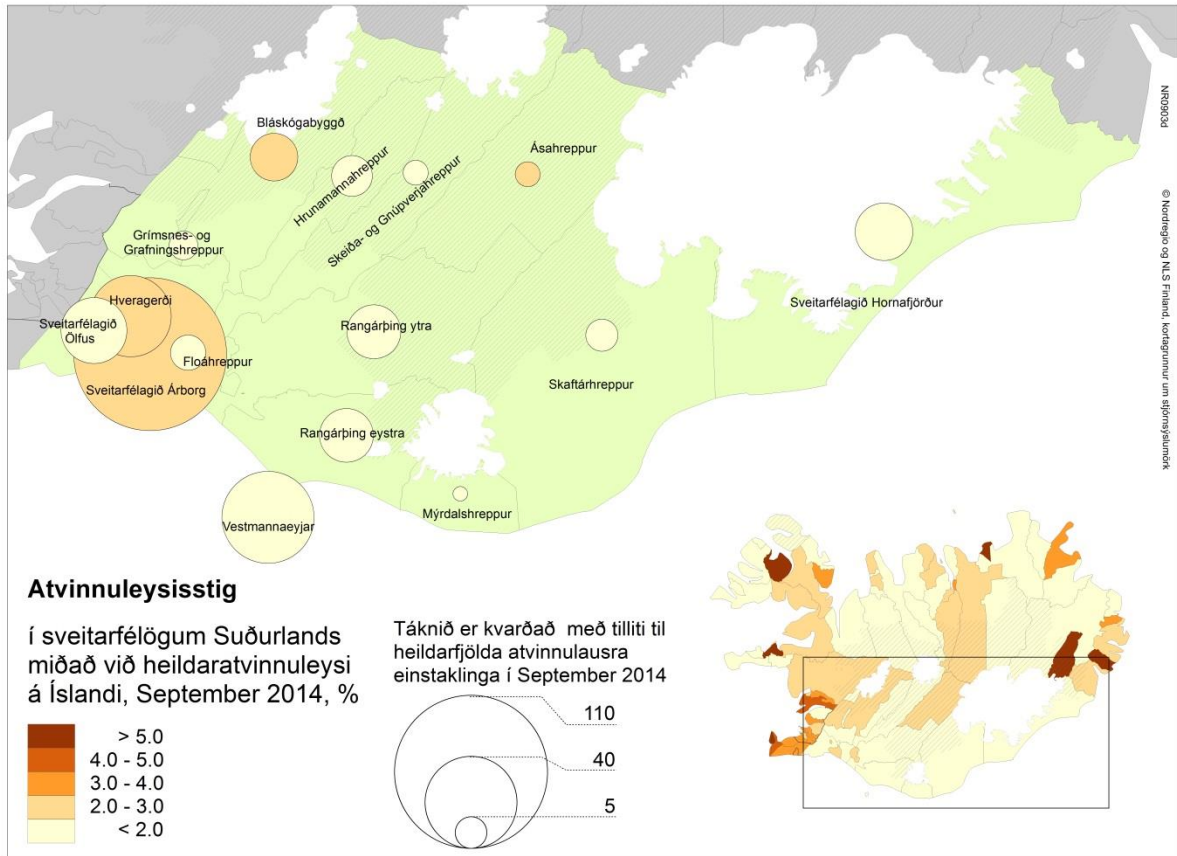 Bláskógabyggð
Hrunamannahreppur
Skeiða- og Gnúpverjahreppur
Ásahreppur
Grímsnes- og
Grafningshreppur
Hveragerði
Sveitarfélagið
Ölfus
Floáhreppur
Sveitarfélagið Árborg
Rangárþing ytra
Rangárþing eystra
Skaftárhreppur
Sveitarfélagið Hornafjörður
Mýrdalshreppur
Vestmannaeyjar
NR0903d
© Nordregio og NLS Finland, kortagrunnur um stjórnsýslumörk
Atvinnuleysisstig
í sveitarfélögum Suðurlands
miðað við heildaratvinnuleysi
á Íslandi, September 2014, %
> 5.0
4.0 - 5.0
3.0 - 4.0
2.0 - 3.0
< 2.0
Táknið er kvarðað með tilliti til
heildarfjölda atvinnulausra
einstaklinga í September 2014
110
40
5